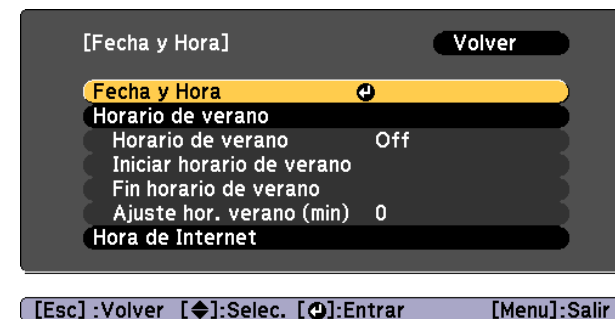 [Fecha y Hora] Volver
Fecha y Hora
Horario de verano
Horario de verano Off
Iniciar horario de verano
Fin horario de verano
Ajuste hor. verano (min) 0
Hora de Internet
[Esc] :Volver [◆]:Selec. [↵]:Entrar [Menu]:Salir